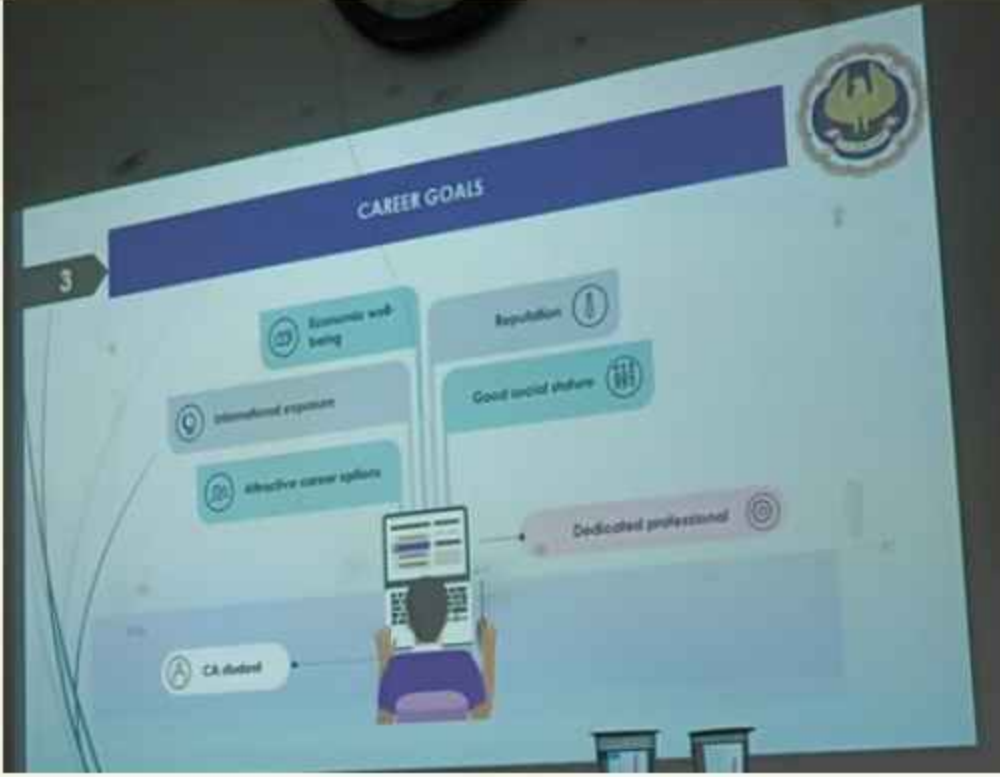 CAREER GOALS
3
Economic well-
being
Reputation
International exposure
Good social stature
Attractive career options
Dedicated professional
CA student